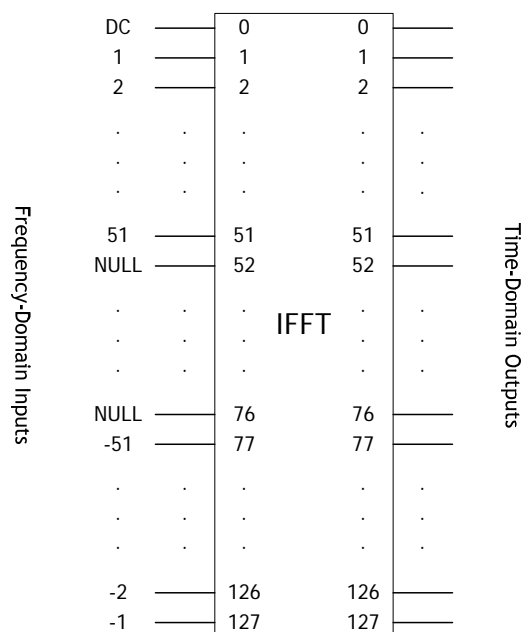 DC 0 0
1 1 1
2 2 2
. . . . .
. . . . .
. . . . .
51 51 51
NULL 52 52
. . . . .
. . . . .
. . . . .
IFFT
NULL 76 76
-51 77 77
. . . . .
. . . . .
. . . . .
-2 126 126
-1 127 127
Frequency-Domain Inputs
Time-Domain Outputs